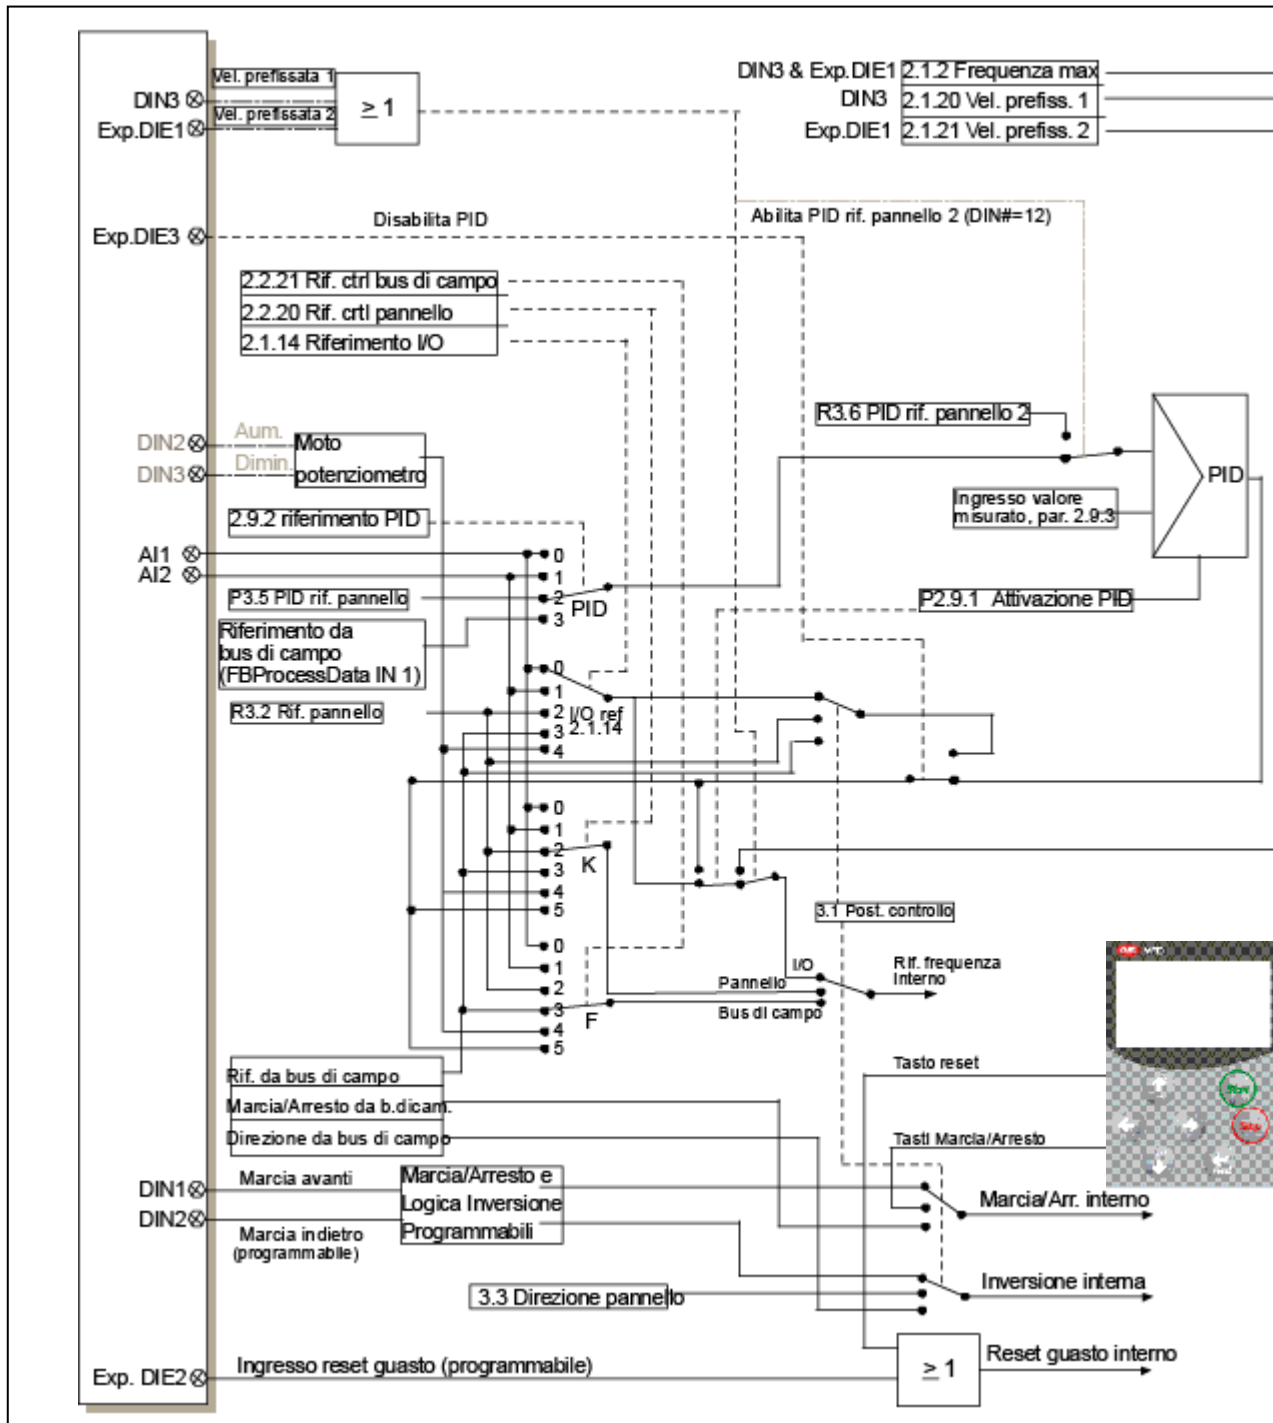 Vel. prefissata 1
DIN3
Vel. prefissata 2
Exp.DIE1
≥ 1
DIN3 & Exp.DIE1
2.1.2 Frequenza max
DIN3
2.1.20 Vel. prefiss. 1
Exp.DIE1
2.1.21 Vel. prefiss. 2
Disabilita PID
Abilita PID rif. pannello 2 (DIN#=12)
Exp.DIE3
2.2.21 Rif. ctrl bus di campo
2.2.20 Rif. crtl pannello
2.1.14 Riferimento I/O
R3.6 PID rif. pannello 2
DIN2
Aum.
DIN3
Dimin.
Moto
potenziometro
PID
Ingresso valore
misurato, par. 2.9.3
2.9.2 riferimento PID
AI1
AI2
0
1
2
3
PID
P3.5 PID rif. pannello
P2.9.1 Attivazione PID
Riferimento da
bus di campo
(FBProcessData IN 1)
R3.2 Rif. pannello
0
1
2
3
4
I/O ref
2.1.14
0
1
2
3
4
5
K
3.1 Post. controllo
0
1
2
3
4
5
F
I/O
Pannello
Bus di campo
Rif. frequenza
interno
Rif. da bus di campo
Marcia/Arresto da b.dicam.
Direzione da bus di campo
Tasto reset
Tasti Marcia/Arresto
Start
Stop
DIN1
Marcia avanti
DIN2
Marcia indietro
(programmabile)
Marcia/Arresto e
Logica Inversione
Programmabili
Marcia/Arr. interno
3.3 Direzione pannello
Inversione interna
Exp. DIE2
Ingresso reset guasto (programmabile)
≥ 1
Reset guasto interno